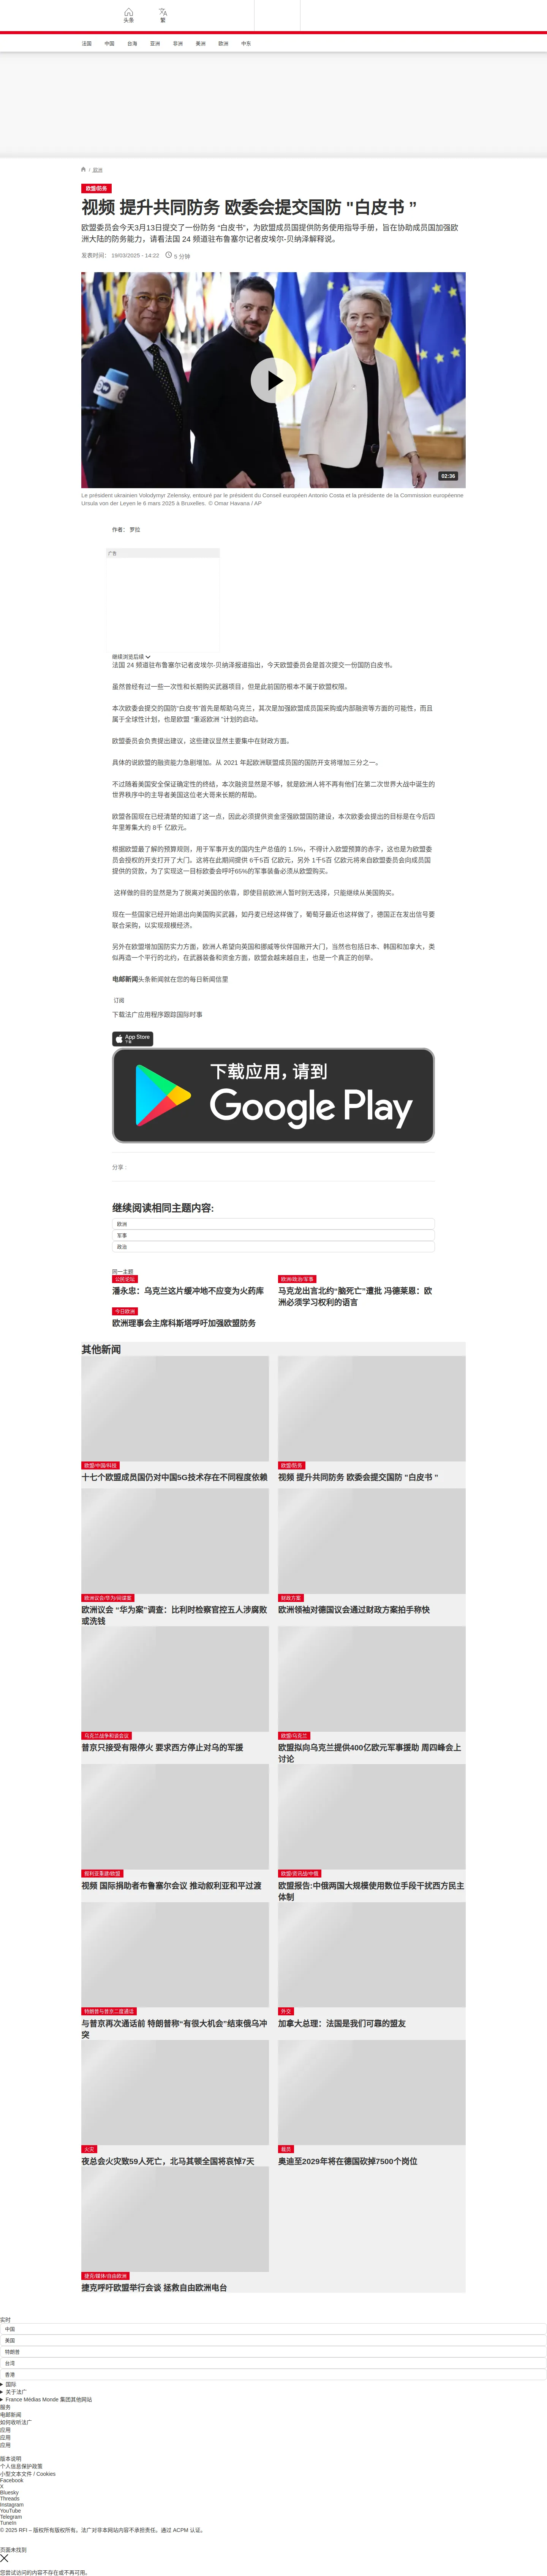 头条
繁
法国
中国
台海
亚洲
非洲
美洲
欧洲
中东
/ 欧洲
欧盟/防务
视频 提升共同防务 欧委会提交国防 "白皮书 ”
欧盟委员会今天3月13日提交了一份防务 “白皮书”，为欧盟成员国提供防务使用指导手册，旨在协助成员国加强欧
洲大陆的防务能力，请看法国 24 频道驻布鲁塞尔记者皮埃尔-贝纳泽解释说。
发表时间： 19/03/2025 - 14:22
5 分钟
02:36
Le président ukrainien Volodymyr Zelensky, entouré par le président du Conseil européen Antonio Costa et la présidente de la Commission européenne
Ursula von der Leyen le 6 mars 2025 à Bruxelles. © Omar Havana / AP
作者： 罗拉
广告
继续浏览后续
法国 24 频道驻布鲁塞尔记者皮埃尔-贝纳泽报道指出，今天欧盟委员会是首次提交一份国防白皮书。
虽然曾经有过一些一次性和长期购买武器项目，但是此前国防根本不属于欧盟权限。
本次欧委会提交的国防“白皮书”首先是帮助乌克兰，其次是加强欧盟成员国采购或内部融资等方面的可能性，而且
属于全球性计划，也是欧盟 “重返欧洲 ”计划的启动。
欧盟委员会负责提出建议，这些建议显然主要集中在财政方面。
具体的说欧盟的融资能力急剧增加。从 2021 年起欧洲联盟成员国的国防开支将增加三分之一。
不过随着美国安全保证确定性的终结，本次融资显然是不够，就是欧洲人将不再有他们在第二次世界大战中诞生的
世界秩序中的主导者美国这位老大哥来长期的帮助。
欧盟各国现在已经清楚的知道了这一点，因此必须提供资金坚强欧盟国防建设，本次欧委会提出的目标是在今后四
年里筹集大约 8千 亿欧元。
根据欧盟最了解的预算规则，用于军事开支的国内生产总值的 1.5%，不得计入欧盟预算的赤字，这也是为欧盟委
员会授权的开支打开了大门。这将在此期间提供 6千5百 亿欧元，另外 1千5百 亿欧元将来自欧盟委员会向成员国
提供的贷款，为了实现这一目标欧委会呼吁65%的军事装备必须从欧盟购买。
这样做的目的显然是为了脱离对美国的依靠，即使目前欧洲人暂时别无选择，只能继续从美国购买。
现在一些国家已经开始退出向美国购买武器，如丹麦已经这样做了，葡萄牙最近也这样做了，德国正在发出信号要
联合采购，以实现规模经济。
另外在欧盟增加国防实力方面，欧洲人希望向英国和挪威等伙伴国敞开大门，当然也包括日本、韩国和加拿大，类
似再造一个平行的北约，在武器装备和资金方面，欧盟会越来越自主，也是一个真正的创举。
电邮新闻头条新闻就在您的每日新闻信里
订阅
下载法广应用程序跟踪国际时事
App Store
下载应用，请到
Google Play
分享 :
继续阅读相同主题内容:
欧洲
军事
政治
同一主题
公民论坛
潘永忠：乌克兰这片缓冲地不应变为火药库
欧洲/政治/军事
马克龙出言北约“脑死亡”遭批 冯德莱恩：欧
洲必须学习权利的语言
今日欧洲
欧洲理事会主席科斯塔呼吁加强欧盟防务
其他新闻
欧盟/中国/科技
十七个欧盟成员国仍对中国5G技术存在不同程度依赖
欧盟/防务
视频 提升共同防务 欧委会提交国防 "白皮书 ”
欧洲议会/华为/间谍案
欧洲议会 “华为案”调查：比利时检察官控五人涉腐败
或洗钱
财政方案
欧洲领袖对德国议会通过财政方案拍手称快
乌克兰战争和谈会议
普京只接受有限停火 要求西方停止对乌的军援
欧盟/乌克兰
欧盟拟向乌克兰提供400亿欧元军事援助 周四峰会上
讨论
叙利亚重建/欧盟
视频 国际捐助者布鲁塞尔会议 推动叙利亚和平过渡
欧盟/资讯战/中俄
欧盟报告:中俄两国大规模使用数位手段干扰西方民主
体制
特朗普与普京二度通话
与普京再次通话前 特朗普称“有很大机会”结束俄乌冲
突
外交
加拿大总理：法国是我们可靠的盟友
火灾
夜总会火灾致59人死亡，北马其顿全国将哀悼7天
裁员
奥迪至2029年将在德国砍掉7500个岗位
捷克/媒体/自由欧洲
捷克呼吁欧盟举行会谈 拯救自由欧洲电台
实时
中国
美国
特朗普
台湾
香港
国际
关于法广
France Médias Monde 集团其他网站
服务
电邮新闻
如何收听法广
应用
应用
应用
版本说明
个人信息保护政策
小型文本文件 / Cookies
Facebook
X
Bluesky
Threads
Instagram
YouTube
Telegram
TuneIn
© 2025 RFI – 版权所有版权所有。法广对非本网站内容不承担责任。通过 ACPM 认证。
页面未找到
您尝试访问的内容不存在或不再可用。